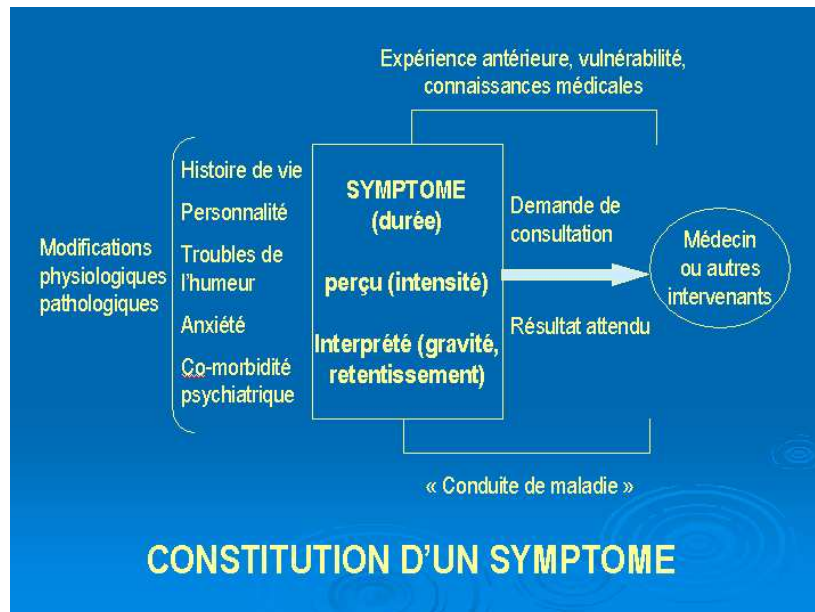 Expérience antérieure, vulnérabilité,
connaissances médicales
Modifications
physiologiques
pathologiques
Histoire de vie
Personnalité
Troubles de
l'humeur
Anxiété
Co-morbidité
psychiatrique
SYMPTOME
(durée)
perçu (intensité)
Interprété (gravité,
retentissement)
Demande de
consultation
Résultat attendu
Médecin
ou autres
intervenants
« Conduite de maladie »
CONSTITUTION D'UN SYMPTOME